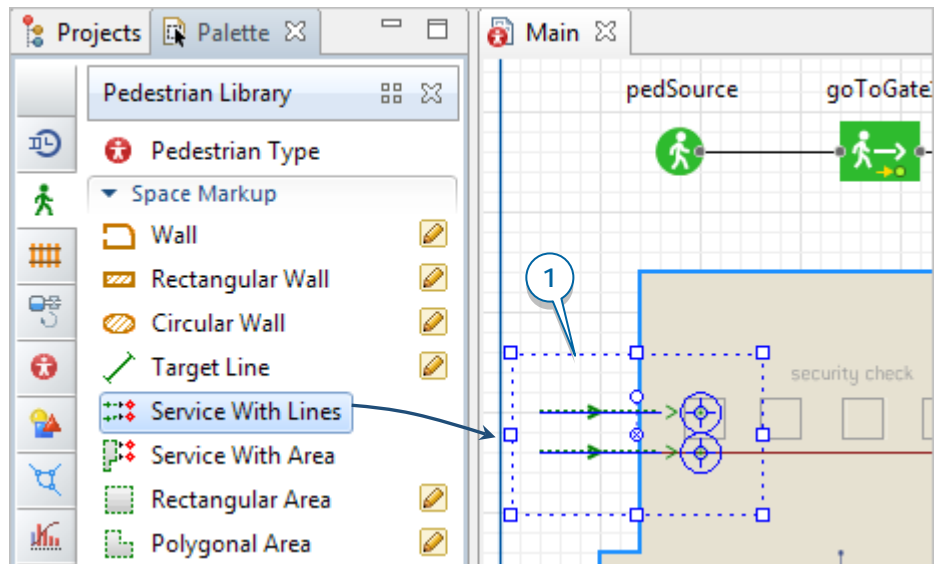 Projects
Palette
Main
Pedestrian Library
pedSource
goToGate
Pedestrian Type
Space Markup
Wall
Rectangular Wall
1
Circular Wall
Target Line
security check
Service With Lines
Service With Area
Rectangular Area
Polygonal Area